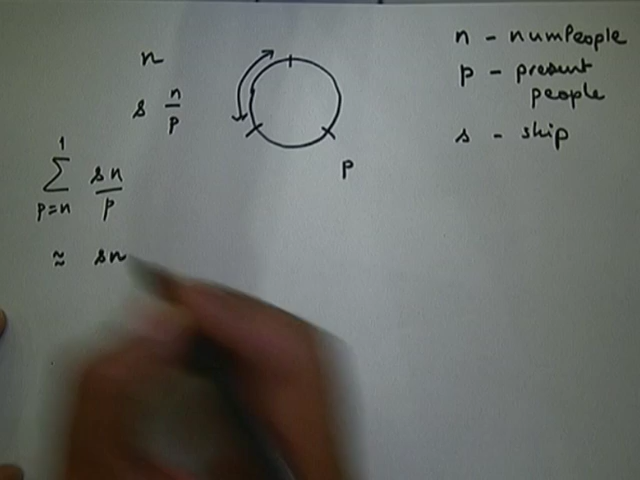 n
s n/p
p
1
∑ sn/p
p=n
≈ sn
n - numPeople
p - present
people
s - skip